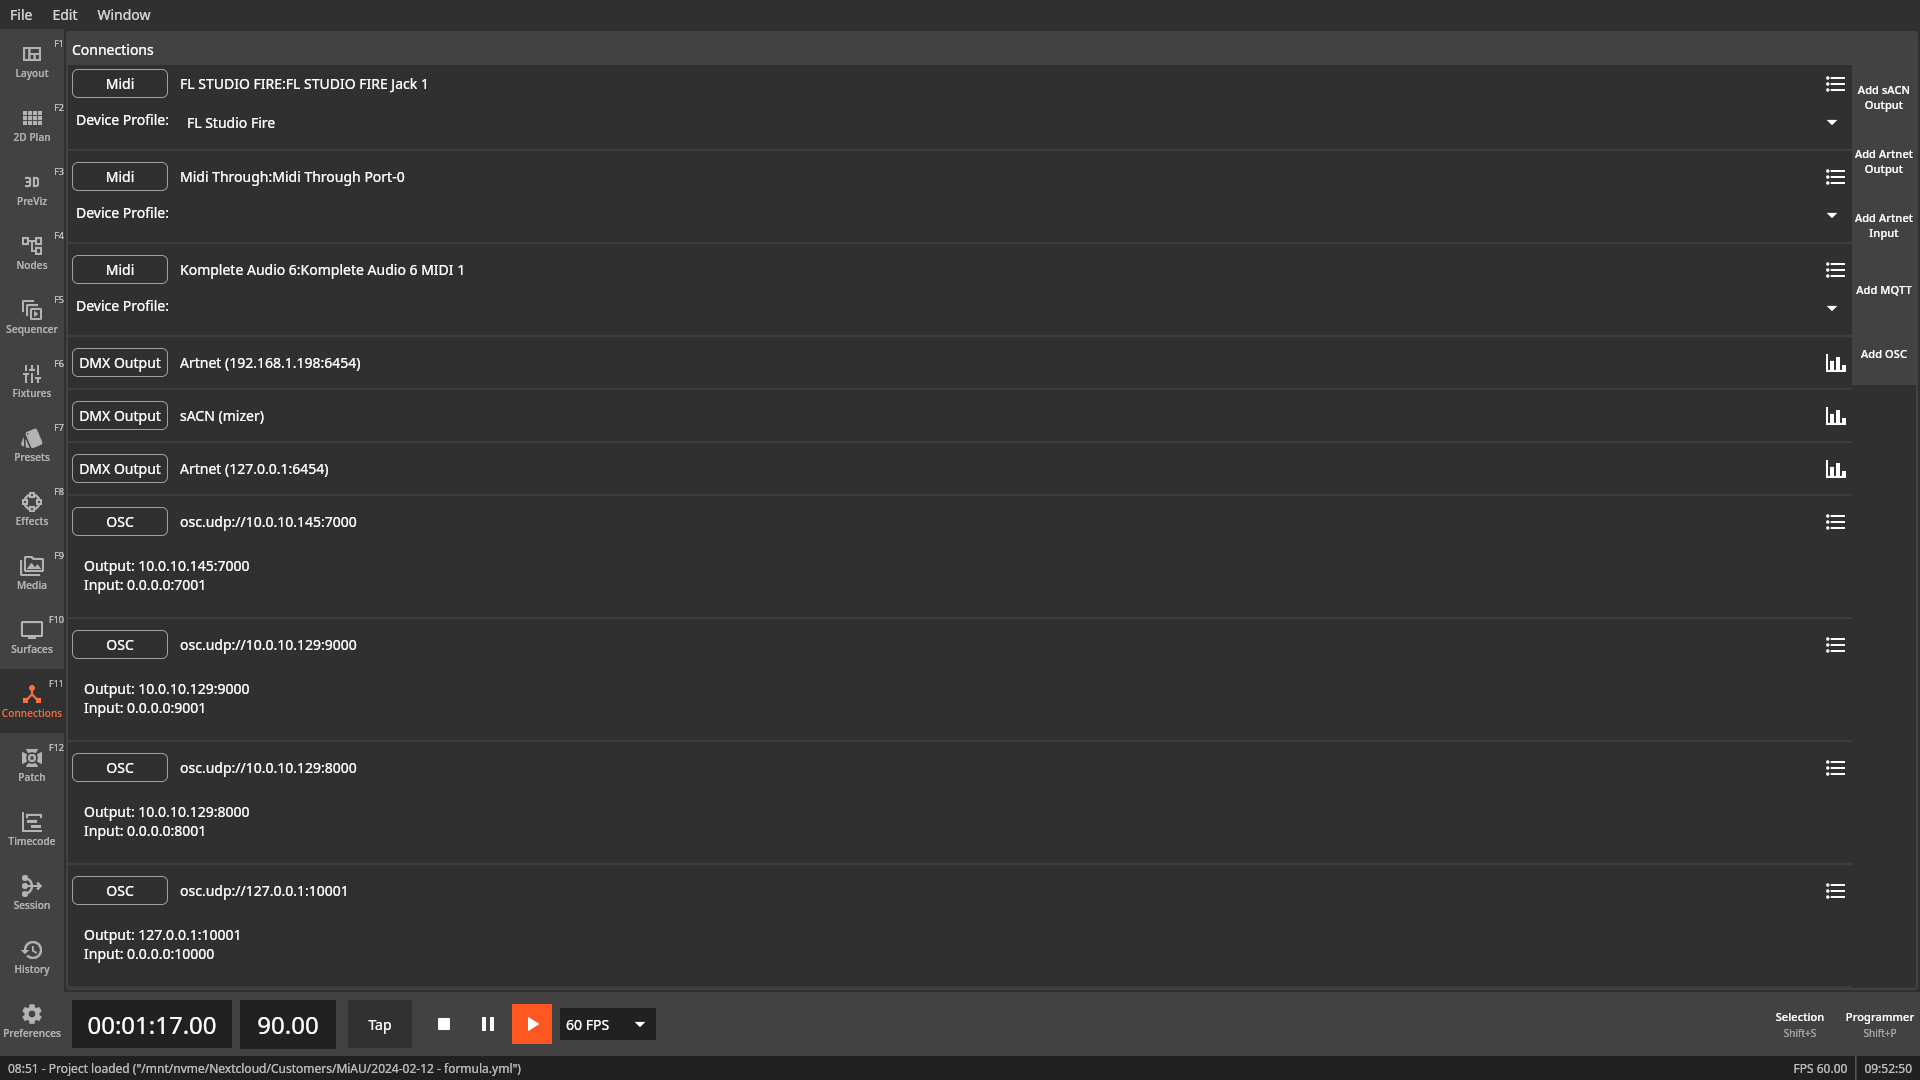 File Edit Window
F1
Layout
F2
2D Plan
F3
3D
PreViz
F4
Nodes
F5
Sequencer
F6
Fixtures
F7
Presets
F8
Effects
F9
Media
F10
Surfaces
F11
Connections
F12
Patch
Timecode
Session
History
Preferences
Connections
Midi FL STUDIO FIRE:FL STUDIO FIRE Jack 1
Device Profile: FL Studio Fire
Midi Midi Through:Midi Through Port-0
Device Profile:
Midi Komplete Audio 6:Komplete Audio 6 MIDI 1
Device Profile:
DMX Output Artnet (192.168.1.198:6454)
DMX Output sACN (mizer)
DMX Output Artnet (127.0.0.1:6454)
OSC osc.udp://10.0.10.145:7000
Output: 10.0.10.145:7000
Input: 0.0.0.0:7001
OSC osc.udp://10.0.10.129:9000
Output: 10.0.10.129:9000
Input: 0.0.0.0:9001
OSC osc.udp://10.0.10.129:8000
Output: 10.0.10.129:8000
Input: 0.0.0.0:8001
OSC osc.udp://127.0.0.1:10001
Output: 127.0.0.1:10001
Input: 0.0.0.0:10000
Add sACN
Output
Add Artnet
Output
Add Artnet
Input
Add MQTT
Add OSC
00:01:17.00 90.00 Tap 60 FPS
Selection
Shift+S
Programmer
Shift+P
08:51 - Project loaded ("/mnt/nvme/Nextcloud/Customers/MiAU/2024-02-12 - formula.yml")
FPS 60.00 09:52:50